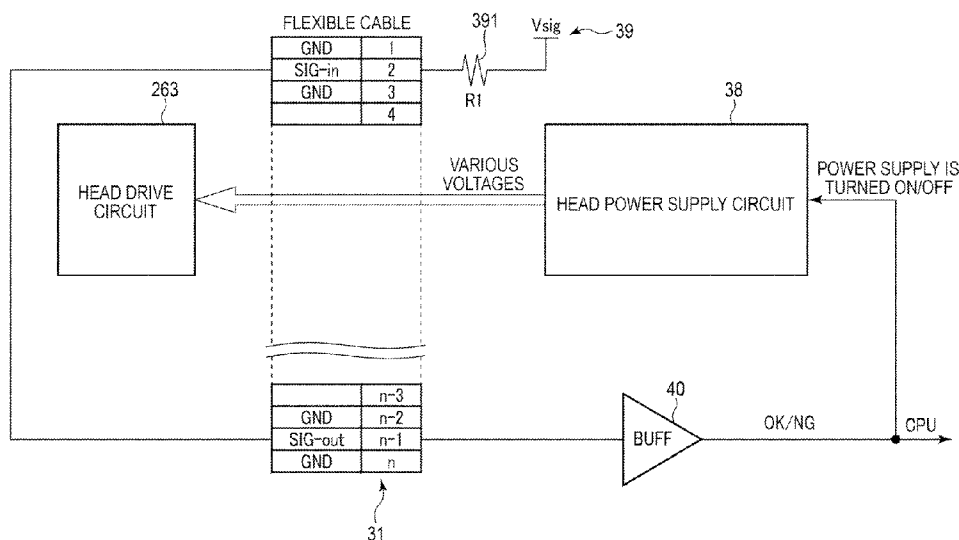 FLEXIBLE CABLE
GND 1
SIG-in 2
GND 3
4
391
Vsig
39
R1
263
HEAD DRIVE
CIRCUIT
VARIOUS
VOLTAGES
38
HEAD POWER SUPPLY CIRCUIT
POWER SUPPLY IS
TURNED ON/OFF
n-3
GND n-2
SIG-out n-1
GND n
31
40
BUFF
OK/NG
CPU